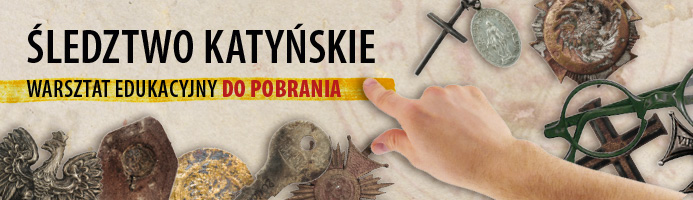 ŚLEDZTWO KATYŃSKIE
WARSZTAT EDUKACYJNY DO POBRANIA